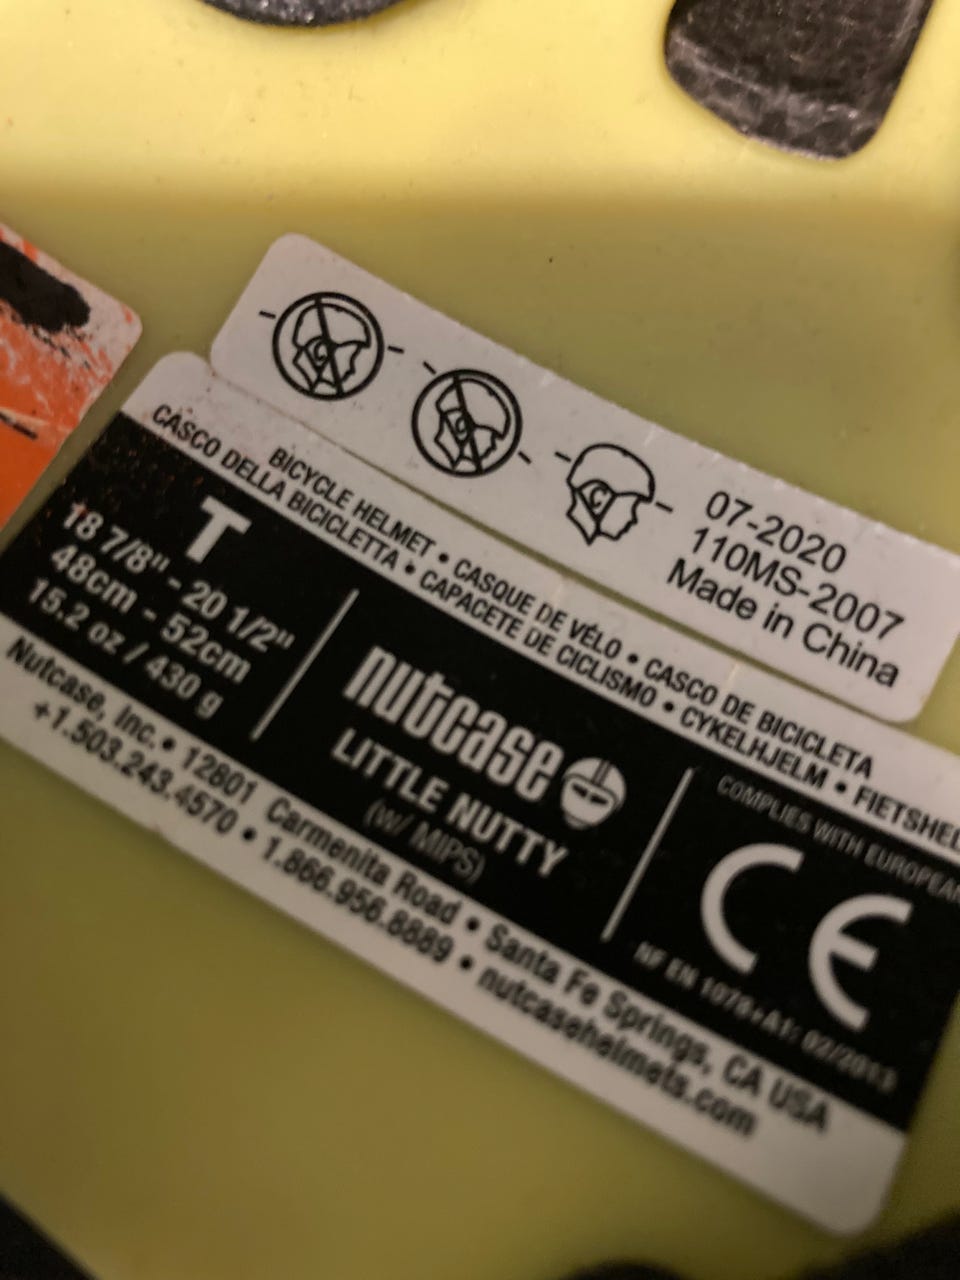 07-2020
110MS-2007
Made in China
BICYCLE HELMET • CASQUE DE VÉLO • CASCO DE BICICLETA
CASCO DELLA BICICLETTA • CAPACETE DE CICLISMO • CYKELHJELM • FIETSHEL
T
18 7/8" - 20 1/2"
48cm - 52cm
15.2 oz / 430 g
nutcase
LITTLE NUTTY
(w/ MIPS)
COMPLIES WITH EUROPEAN
CE
NF EN 1078+A1: 02/2013
Nutcase, Inc. • 12801 Carmenita Road • Santa Fe Springs, CA USA
+1.503.243.4570 • 1.866.956.8889 • nutcasehelmets.com